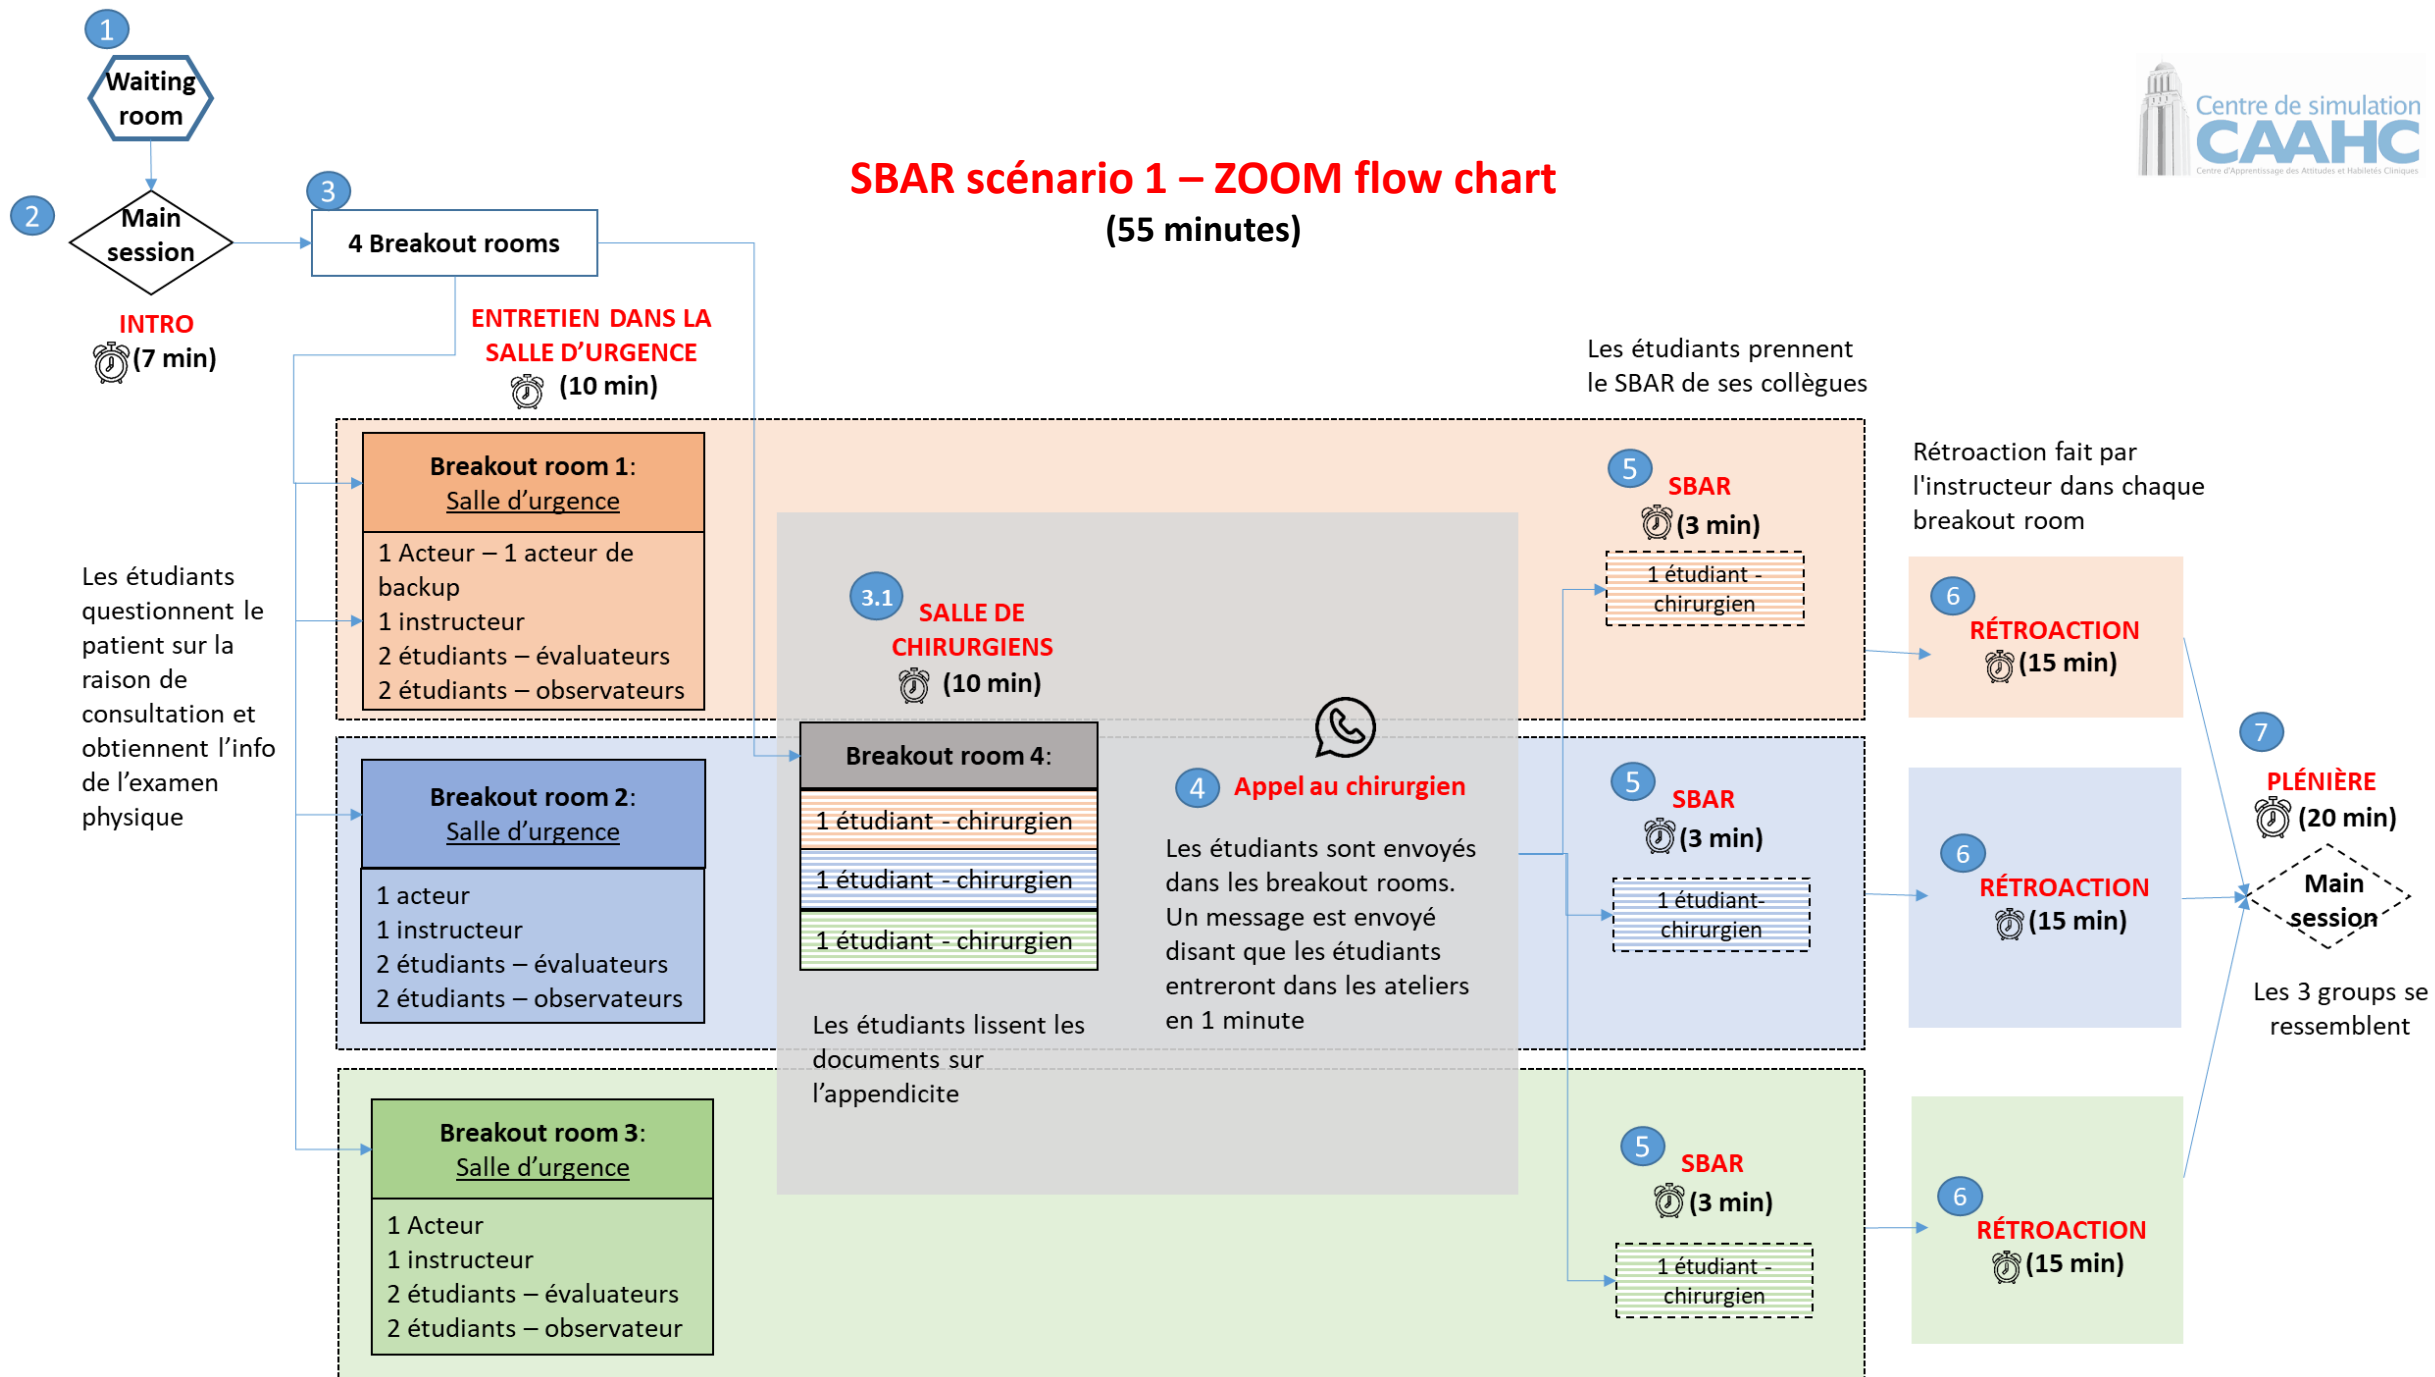 1
Waiting
room
2
Main
session
INTRO
(7 min)
3
4 Breakout rooms
SBAR scénario 1 – ZOOM flow chart
(55 minutes)
Centre de simulation
CAAHC
Centre d'Apprentissage des Attitudes et Habiletés Cliniques
ENTRETIEN DANS LA
SALLE D’URGENCE
(10 min)
Les étudiants
questionnent le
patient sur la
raison de
consultation et
obtiennent l’info
de l’examen
physique
Breakout room 1:
Salle d’urgence
1 Acteur – 1 acteur de
backup
1 instructeur
2 étudiants – évaluateurs
2 étudiants – observateurs
Breakout room 2:
Salle d’urgence
1 acteur
1 instructeur
2 étudiants – évaluateurs
2 étudiants – observateurs
Breakout room 3:
Salle d’urgence
1 Acteur
1 instructeur
2 étudiants – évaluateurs
2 étudiants – observateur
3.1
SALLE DE
CHIRURGIENS
(10 min)
Breakout room 4:
1 étudiant - chirurgien
1 étudiant - chirurgien
1 étudiant - chirurgien
Les étudiants lissent les
documents sur
l’appendicite
4
Appel au chirurgien
Les étudiants sont envoyés
dans les breakout rooms.
Un message est envoyé
disant que les étudiants
entreront dans les ateliers
en 1 minute
Les étudiants prennent
le SBAR de ses collègues
5
SBAR
(3 min)
1 étudiant -
chirurgien
5
SBAR
(3 min)
1 étudiant-
chirurgien
5
SBAR
(3 min)
1 étudiant -
chirurgien
Rétroaction fait par
l'instructeur dans chaque
breakout room
6
RÉTROACTION
(15 min)
6
RÉTROACTION
(15 min)
6
RÉTROACTION
(15 min)
7
PLÉNIÈRE
(20 min)
Main
session
Les 3 groups se
ressemblent